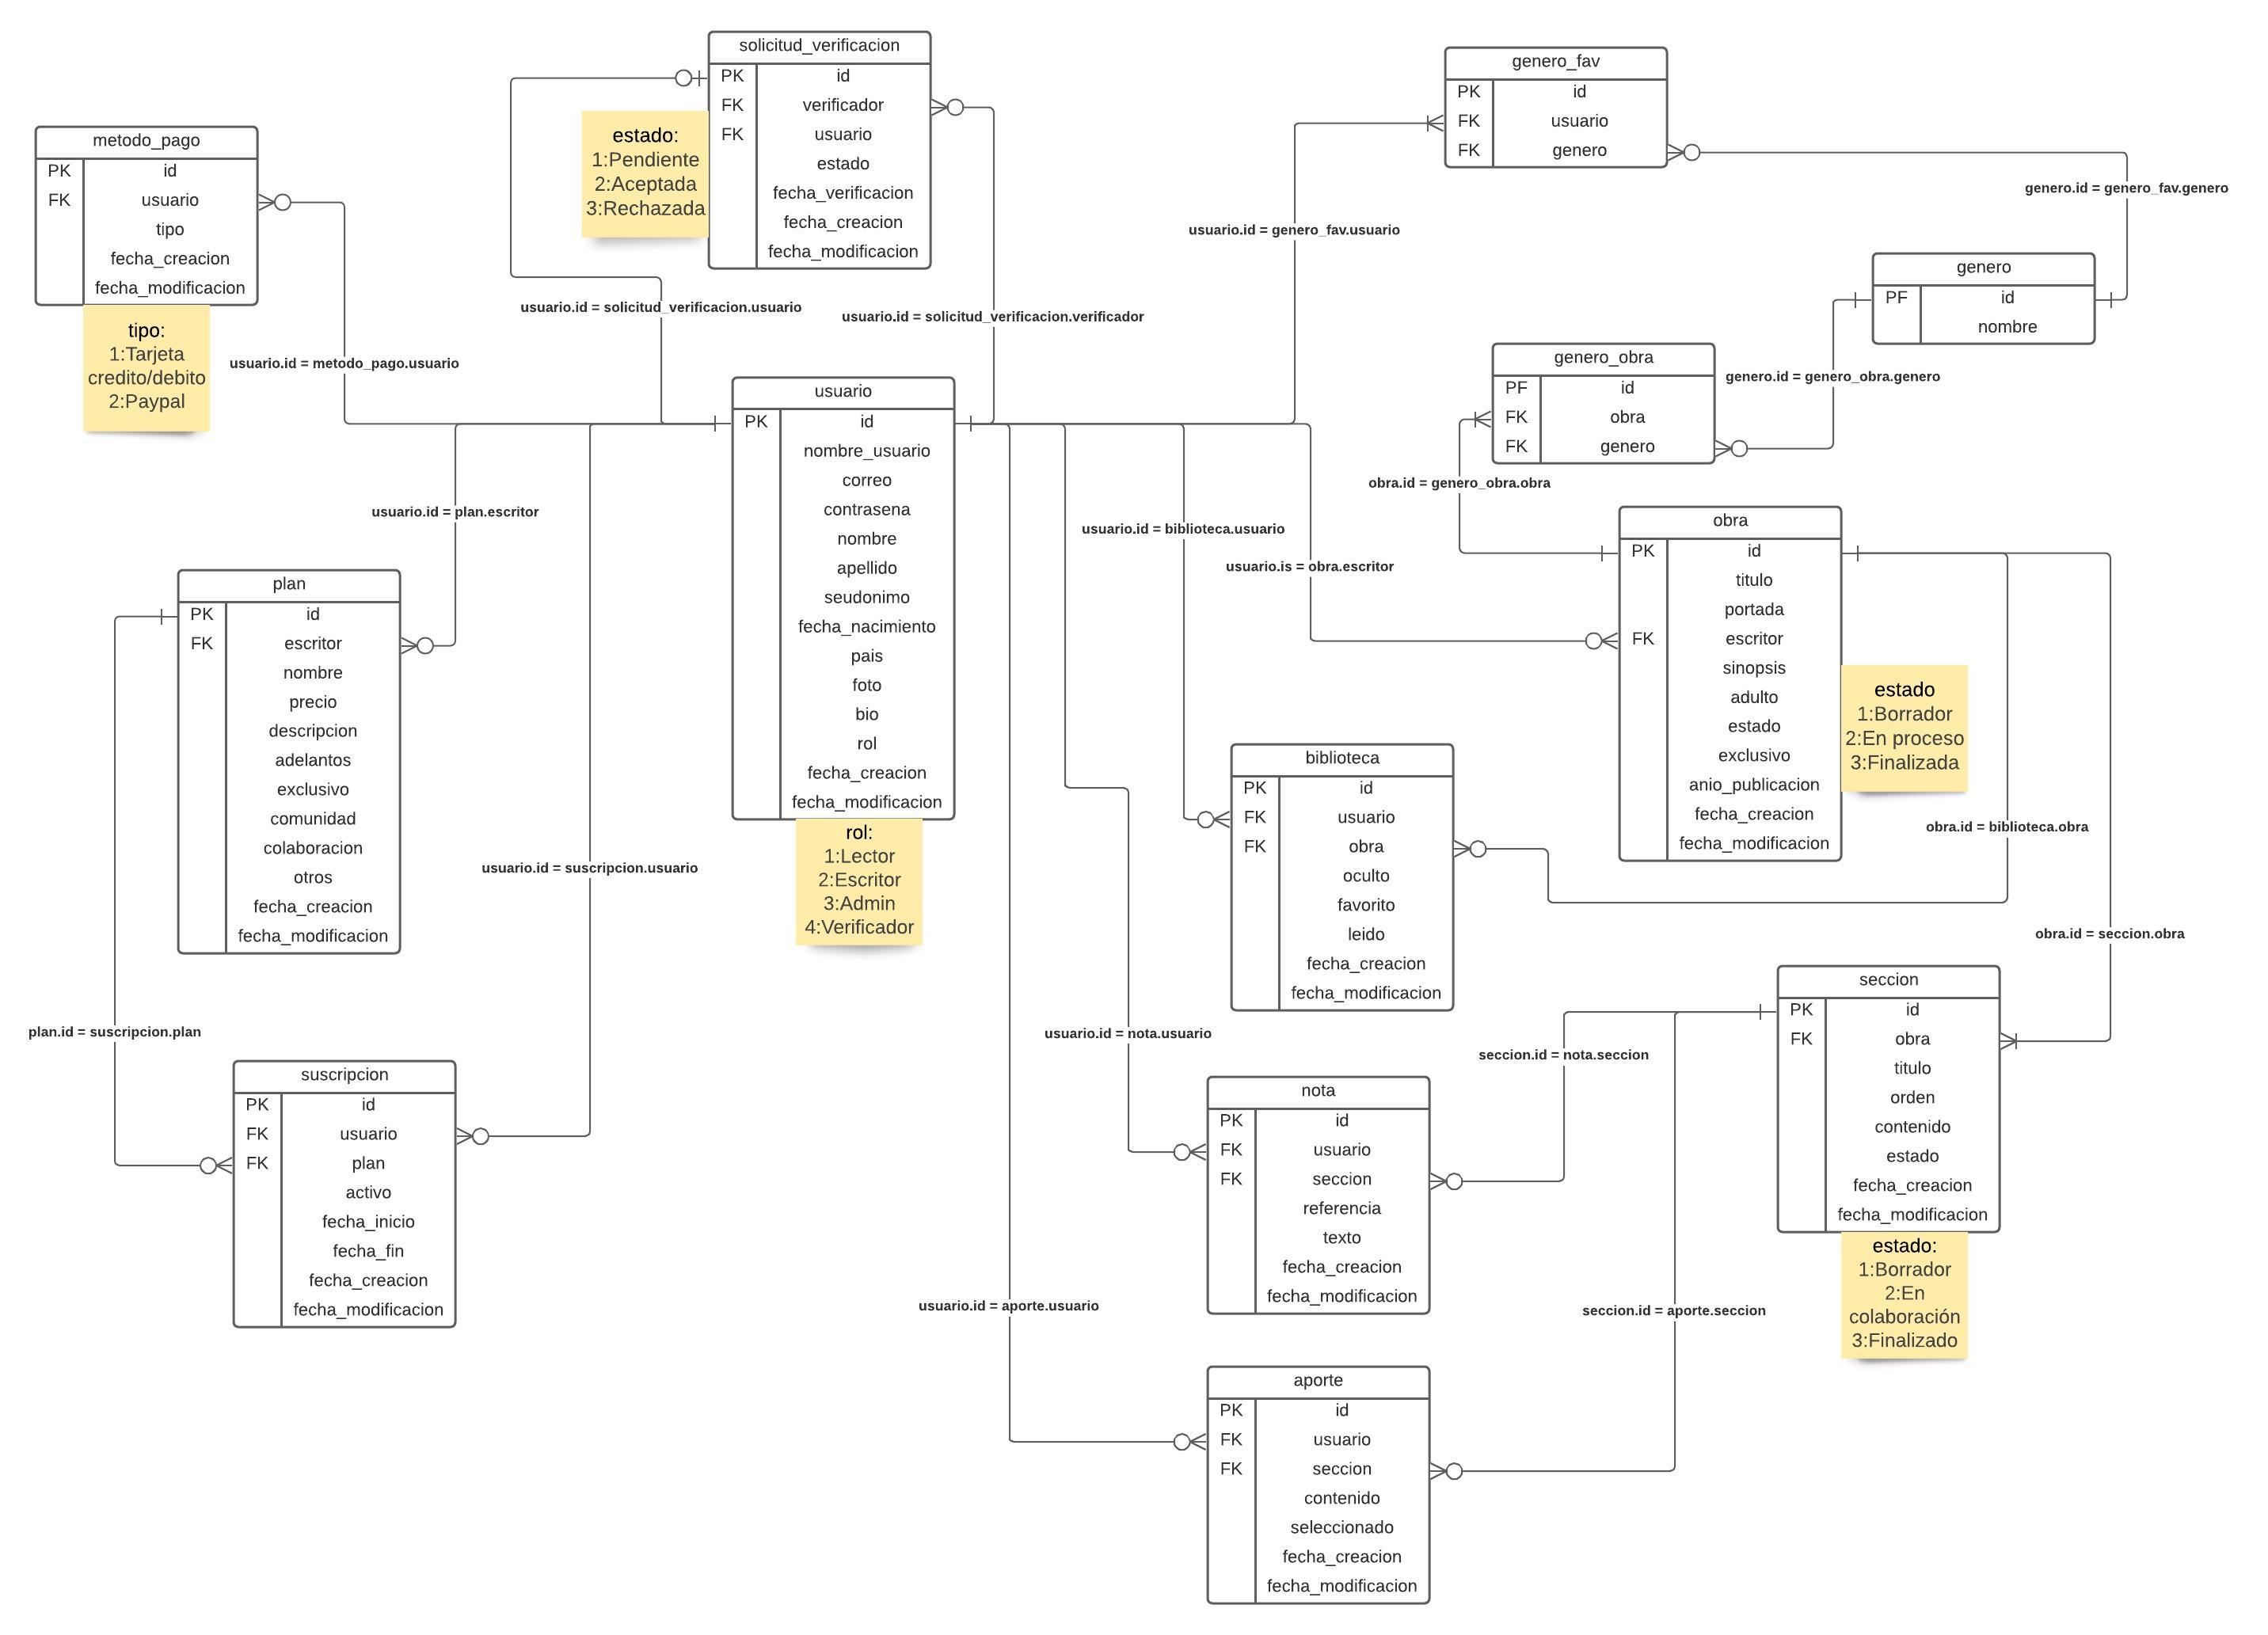 solicitud_verificacion
PK id
FK verificador
FK usuario
estado
fecha_verificacion
fecha_creacion
fecha_modificacion
estado:
1:Pendiente
2:Aceptada
3:Rechazada
genero_fav
PK id
FK usuario
FK genero
metodo_pago
PK id
FK usuario
tipo
fecha_creacion
fecha_modificacion
tipo:
1:Tarjeta
credito/debito
2:Paypal
genero.id = genero_fav.genero
usuario.id = genero_fav.usuario
usuario.id = solicitud_verificacion.usuario
usuario.id = solicitud_verificacion.verificador
usuario.id = metodo_pago.usuario
genero
PF id
nombre
genero_obra
PF id
FK obra
FK genero
genero.id = genero_obra.genero
obra.id = genero_obra.obra
usuario
PK id
nombre_usuario
correo
contrasena
nombre
apellido
seudonimo
fecha_nacimiento
pais
foto
bio
rol
fecha_creacion
fecha_modificacion
rol:
1:Lector
2:Escritor
3:Admin
4:Verificador
usuario.id = plan.escritor
usuario.id = biblioteca.usuario
usuario.is = obra.escritor
obra
PK id
titulo
portada
FK escritor
sinopsis
adulto
estado
exclusivo
anio_publicacion
fecha_creacion
fecha_modificacion
estado
1:Borrador
2:En proceso
3:Finalizada
plan
PK id
FK escritor
nombre
precio
descripcion
adelantos
exclusivo
comunidad
colaboracion
otros
fecha_creacion
fecha_modificacion
biblioteca
PK id
FK usuario
FK obra
oculto
favorito
leido
fecha_creacion
fecha_modificacion
obra.id = biblioteca.obra
usuario.id = suscripcion.usuario
obra.id = seccion.obra
plan.id = suscripcion.plan
usuario.id = nota.usuario
seccion.id = nota.seccion
seccion
PK id
FK obra
titulo
orden
contenido
estado
fecha_creacion
fecha_modificacion
estado:
1:Borrador
2:En
colaboración
3:Finalizado
suscripcion
PK id
FK usuario
FK plan
activo
fecha_inicio
fecha_fin
fecha_creacion
fecha_modificacion
nota
PK id
FK usuario
FK seccion
referencia
texto
fecha_creacion
fecha_modificacion
usuario.id = aporte.usuario
seccion.id = aporte.seccion
aporte
PK id
FK usuario
FK seccion
contenido
seleccionado
fecha_creacion
fecha_modificacion